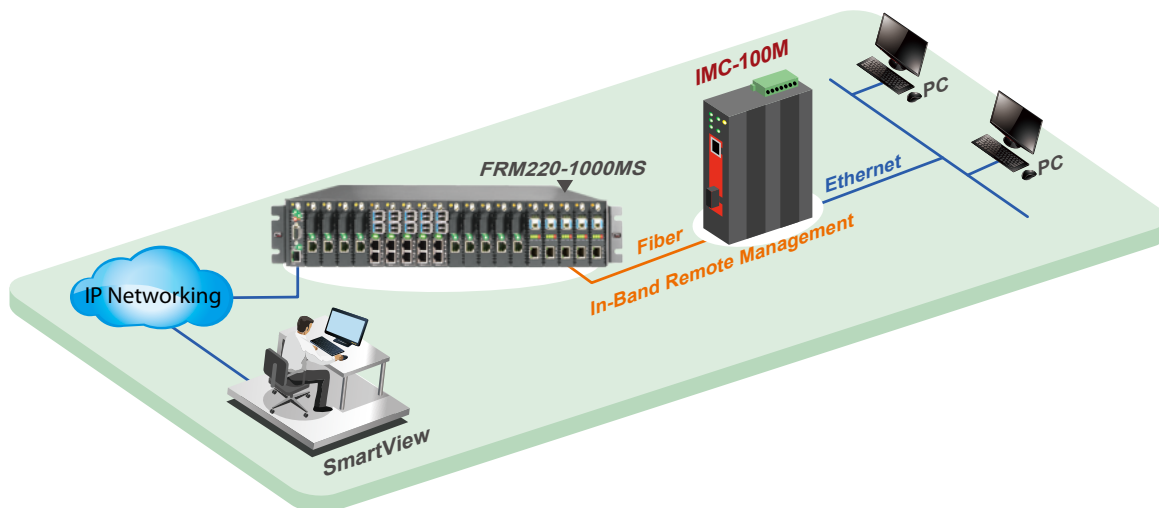 IMC-100M
PC
PC
FRM220-1000MS
Ethernet
Fiber
In-Band Remote Management
IP Networking
SmartView